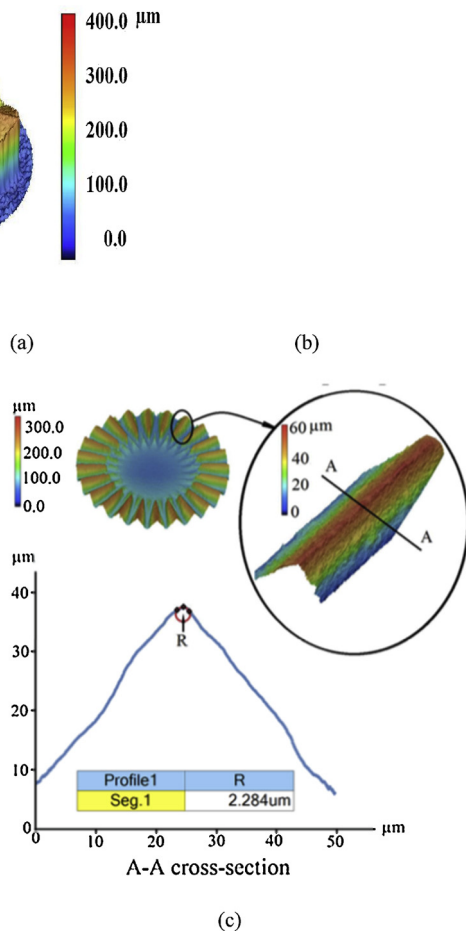 400.0 μm
300.0
200.0
100.0
0.0
(a)
(b)
μm
300.0
200.0
100.0
0.0
60 μm
40
20
0
A
A
μm
40
30
20
10
0
R
Profile1 R
Seg.1 2.284um
0 10 20 30 40 50 μm
A-A cross-section
(c)